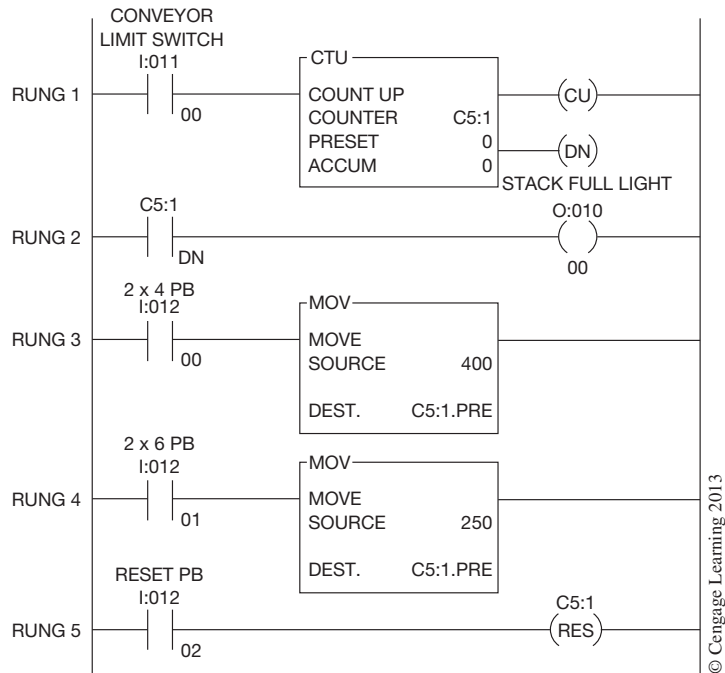 CONVEYOR
LIMIT SWITCH
I:011
RUNG 1
00
CTU
COUNT UP
COUNTER C5:1
PRESET 0
ACCUM 0
CU
DN
STACK FULL LIGHT
C5:1
O:010
RUNG 2
DN
00
2 x 4 PB
I:012
RUNG 3
00
MOV
MOVE
SOURCE 400
DEST. C5:1.PRE
2 x 6 PB
I:012
RUNG 4
01
MOV
MOVE
SOURCE 250
DEST. C5:1.PRE
RESET PB
I:012
C5:1
RUNG 5
RES
02
© Cengage Learning 2013